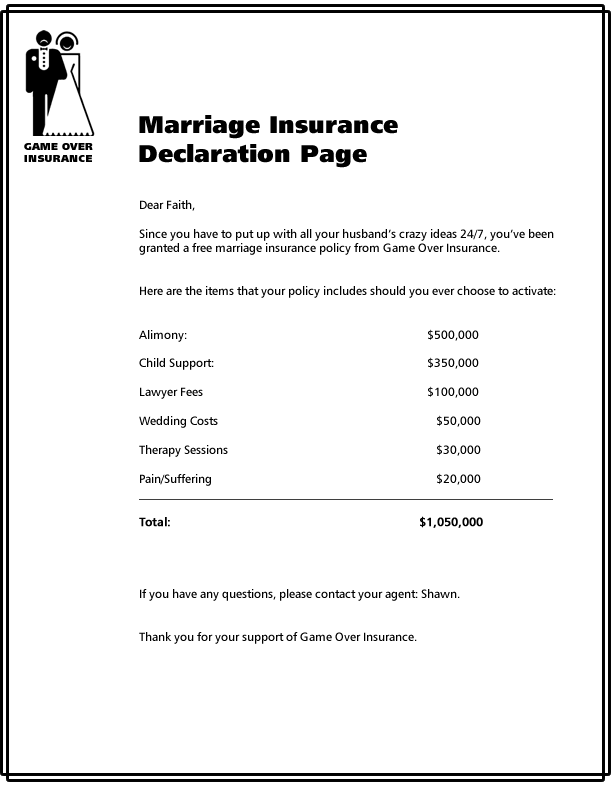 GAME OVER
INSURANCE
Marriage Insurance
Declaration Page
Dear Faith,
Since you have to put up with all your husband's crazy ideas 24/7, you've been
granted a free marriage insurance policy from Game Over Insurance.
Here are the items that your policy includes should you ever choose to activate:
Alimony: $500,000
Child Support: $350,000
Lawyer Fees $100,000
Wedding Costs $50,000
Therapy Sessions $30,000
Pain/Suffering $20,000
Total: $1,050,000
If you have any questions, please contact your agent: Shawn.
Thank you for your support of Game Over Insurance.